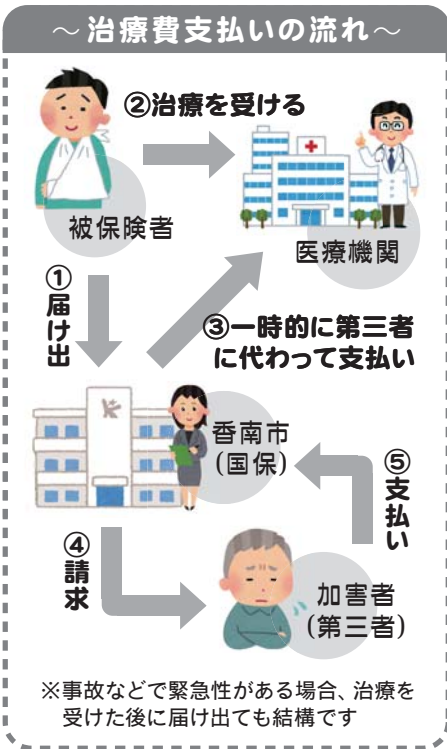 ～治療費支払いの流れ～
②治療を受ける
被保険者
医療機関
①届け出
③一時的に第三者
に代わって支払い
香南市
(国保)
⑤支払い
④請求
加害者
(第三者)
※事故などで緊急性がある場合、治療を
受けた後に届け出ても結構です